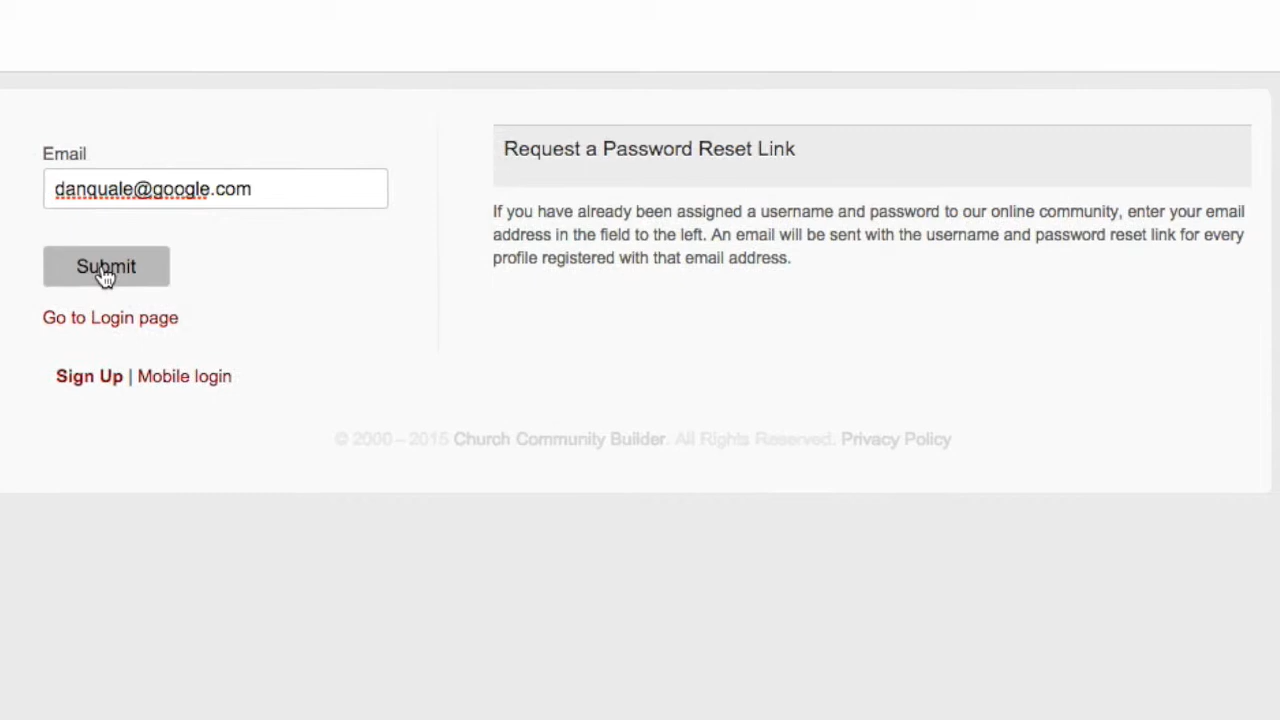 Email
danquale@google.com
Submit
Go to Login page
Sign Up | Mobile login
Request a Password Reset Link
If you have already been assigned a username and password to our online community, enter your email
address in the field to the left. An email will be sent with the username and password reset link for every
profile registered with that email address.
© 2000 – 2015 Church Community Builder. All Rights Reserved. Privacy Policy